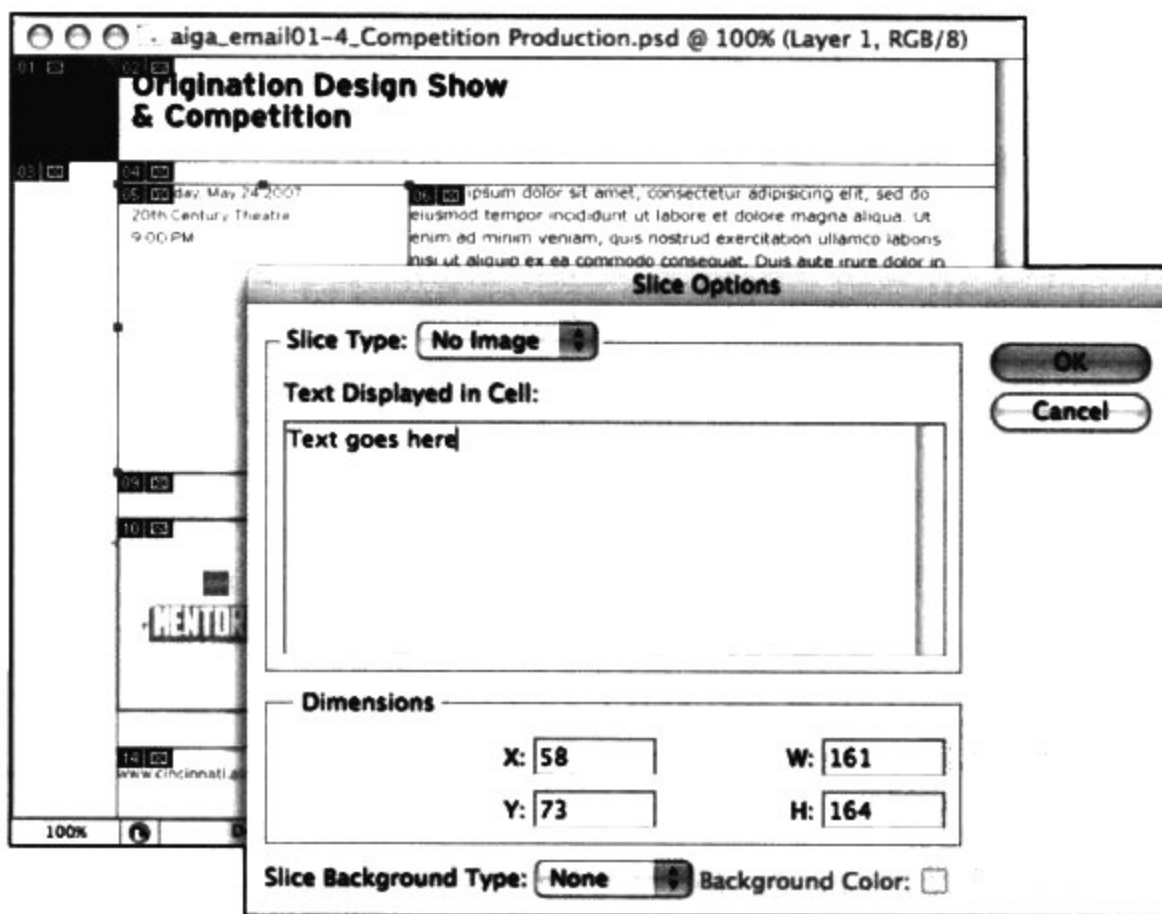 aiga_email01-4_Competition Production.psd @ 100% (Layer 1, RGB/8)
01
02
Origination Design Show
& Competition
03
04
05
day, May 24 2007
20th Century Theatre
9:00 PM
06
ipsum dolor sit amet, consectetur adipisicing elit, sed do
eiusmod tempor incididunt ut labore et dolore magna aliqua. Ut
enim ad minim veniam, quis nostrud exercitation ullamco laboris
nisi ut aliquip ex ea commodo consequat. Duis aute irure dolor in
Slice Options
Slice Type: No Image
OK
Cancel
Text Displayed in Cell:
Text goes here
09
10
MENTOR
Dimensions
X: 58
W: 161
Y: 73
H: 164
14
www.cincinnati.
100%
Slice Background Type: None
Background Color: